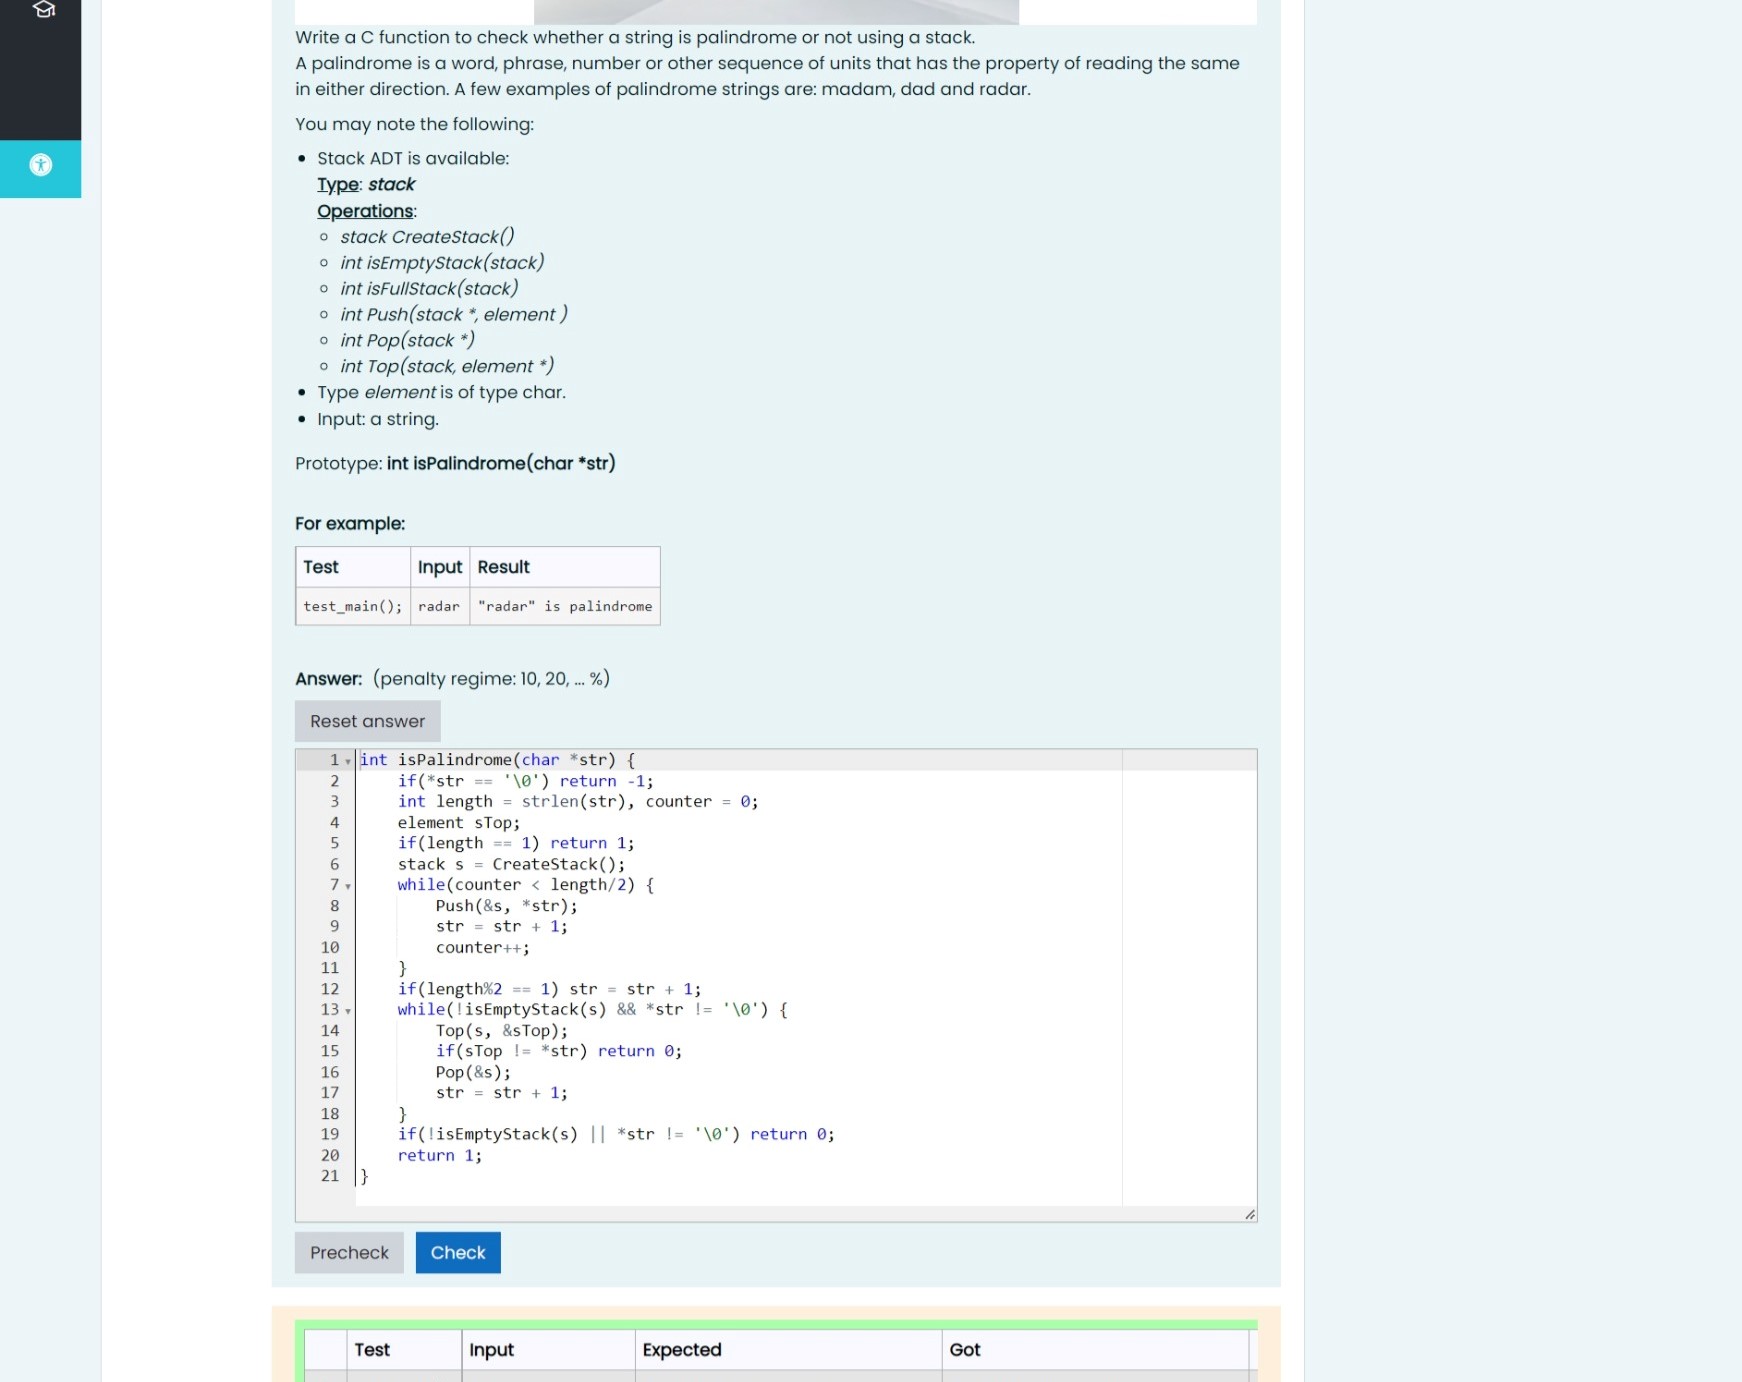 Write a C function to check whether a string is palindrome or not using a stack.
A palindrome is a word, phrase, number or other sequence of units that has the property of reading the same
in either direction. A few examples of palindrome strings are: madam, dad and radar.
You may note the following:
• Stack ADT is available:
Type: stack
Operations:
◦ stack CreateStack()
◦ int isEmptyStack(stack)
◦ int isFullStack(stack)
◦ int Push(stack *, element )
◦ int Pop(stack *)
◦ int Top(stack, element *)
• Type element is of type char.
• Input: a string.
Prototype: int isPalindrome(char *str)
For example:
Test Input Result
test_main(); radar "radar" is palindrome
Answer: (penalty regime: 10, 20, ... %)
Reset answer
1 int isPalindrome(char *str) {
2     if(*str == '\0') return -1;
3     int length = strlen(str), counter = 0;
4     element sTop;
5     if(length == 1) return 1;
6     stack s = CreateStack();
7     while(counter < length/2) {
8         Push(&s, *str);
9         str = str + 1;
10         counter++;
11     }
12     if(length%2 == 1) str = str + 1;
13     while(!isEmptyStack(s) && *str != '\0') {
14         Top(s, &sTop);
15         if(sTop != *str) return 0;
16         Pop(&s);
17         str = str + 1;
18     }
19     if(!isEmptyStack(s) || *str != '\0') return 0;
20     return 1;
21 }
Precheck Check
Test Input Expected Got